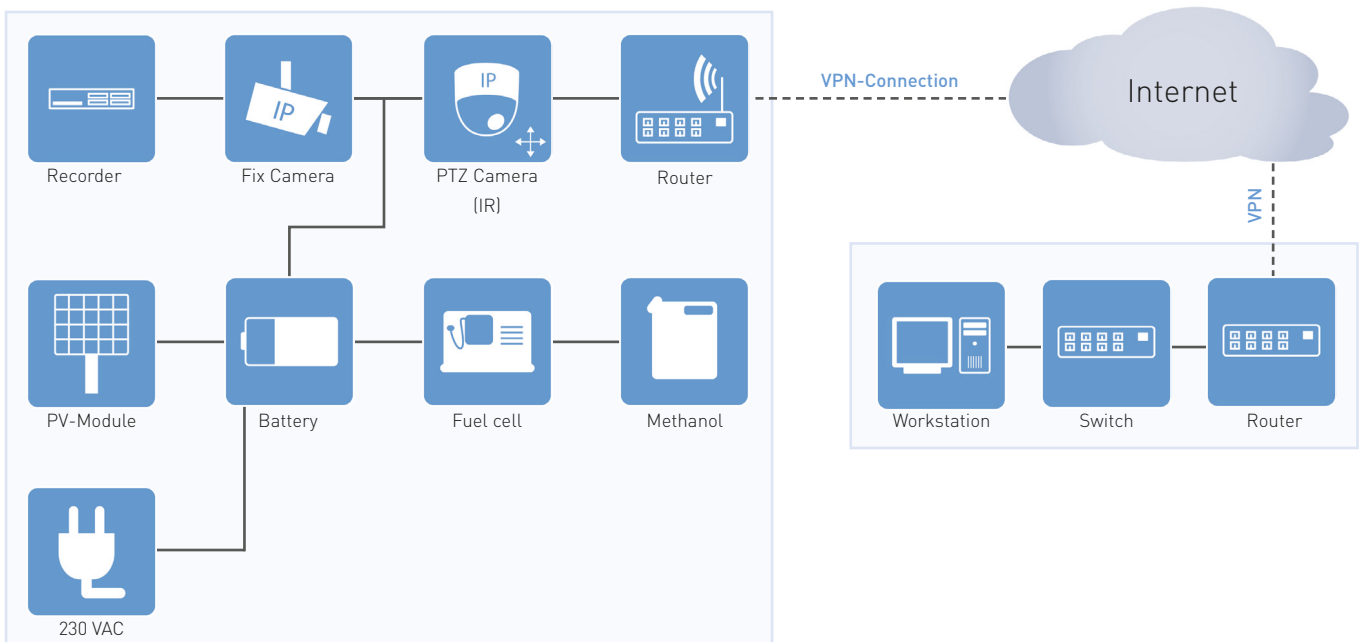 IP
IP
VPN-Connection
Internet
Recorder
Fix Camera
PTZ Camera
(IR)
Router
VPN
PV-Module
Battery
Fuel cell
Methanol
Workstation
Switch
Router
230 VAC